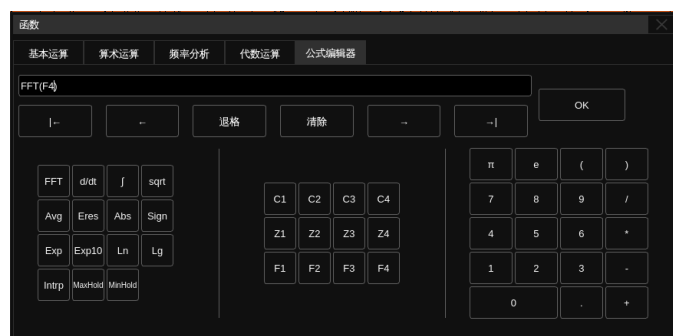 函数
基本运算 算术运算 频率分析 代数运算 公式编辑器
FFT(F4)
OK
|← ← 退格 清除 → →|
FFT d/dt ∫ sqrt
Avg Eres Abs Sign
Exp Exp10 Ln Lg
Intrp MaxHold MinHold
C1 C2 C3 C4
Z1 Z2 Z3 Z4
F1 F2 F3 F4
π e ( )
7 8 9 /
4 5 6 *
1 2 3 -
0 . +